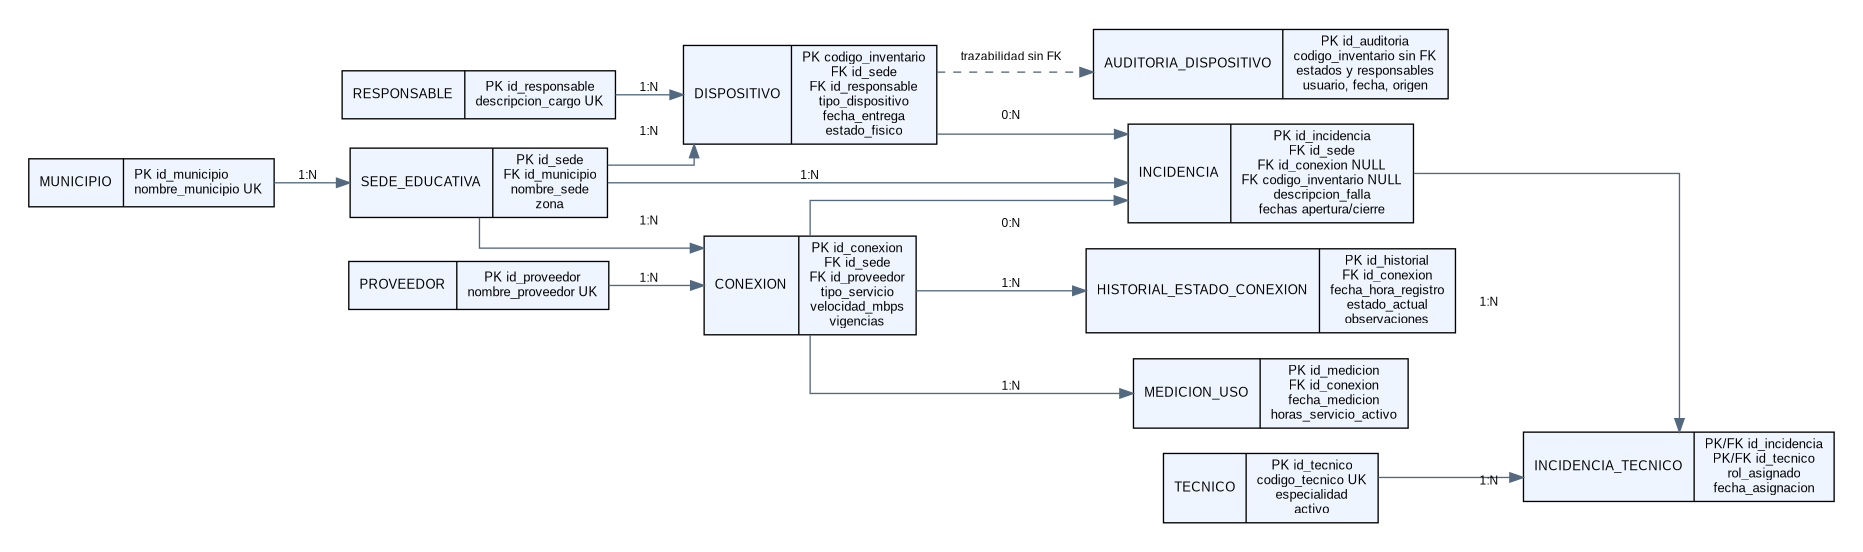 MUNICIPIO
PK id_municipio
nombre_municipio UK
1:N
RESPONSABLE
PK id_responsable
descripcion_cargo UK
1:N
SEDE_EDUCATIVA
PK id_sede
FK id_municipio
nombre_sede
zona
1:N
1:N
1:N
PROVEEDOR
PK id_proveedor
nombre_proveedor UK
1:N
DISPOSITIVO
PK codigo_inventario
FK id_sede
FK id_responsable
tipo_dispositivo
fecha_entrega
estado_fisico
trazabilidad sin FK
0:N
CONEXION
PK id_conexion
FK id_sede
FK id_proveedor
tipo_servicio
velocidad_mbps
vigencias
0:N
1:N
1:N
AUDITORIA_DISPOSITIVO
PK id_auditoria
codigo_inventario sin FK
estados y responsables
usuario, fecha, origen
INCIDENCIA
PK id_incidencia
FK id_sede
FK id_conexion NULL
FK codigo_inventario NULL
descripcion_falla
fechas apertura/cierre
HISTORIAL_ESTADO_CONEXION
PK id_historial
FK id_conexion
fecha_hora_registro
estado_actual
observaciones
1:N
MEDICION_USO
PK id_medicion
FK id_conexion
fecha_medicion
horas_servicio_activo
TECNICO
PK id_tecnico
codigo_tecnico UK
especialidad
activo
1:N
INCIDENCIA_TECNICO
PK/FK id_incidencia
PK/FK id_tecnico
rol_asignado
fecha_asignacion